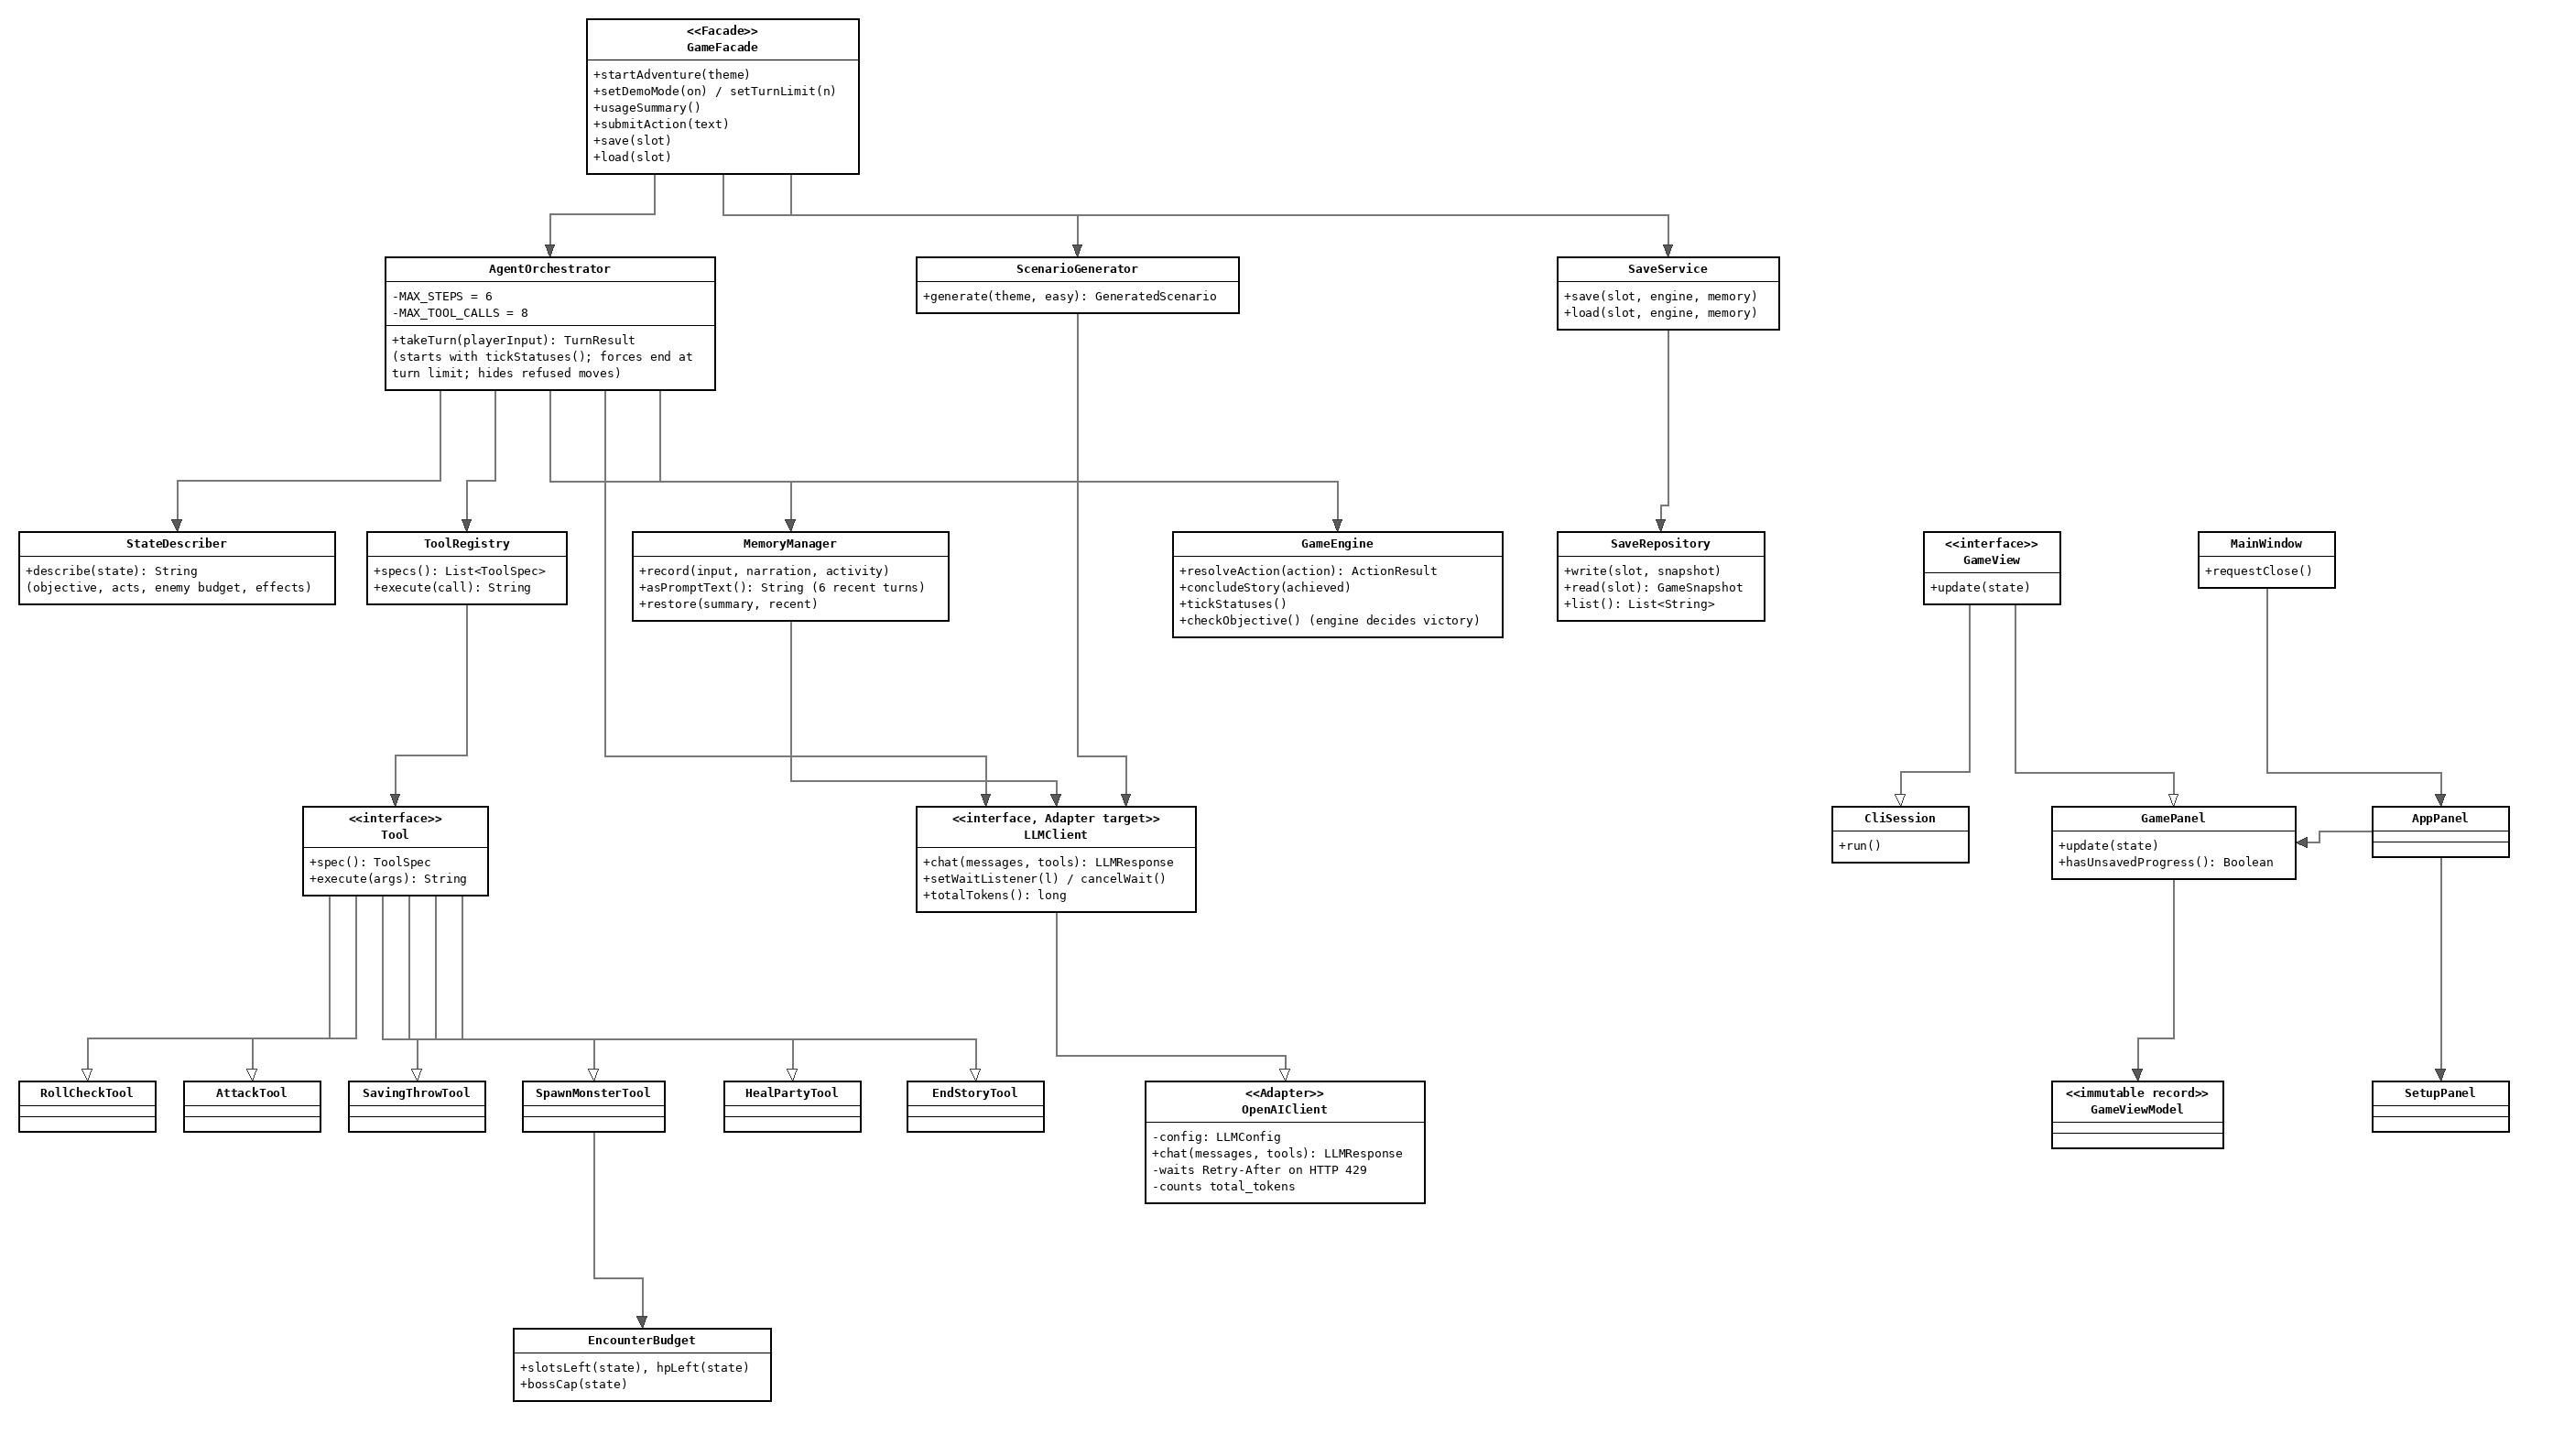 <<Facade>>
GameFacade
+startAdventure(theme)
+setDemoMode(on) / setTurnLimit(n)
+usageSummary()
+submitAction(text)
+save(slot)
+load(slot)
AgentOrchestrator
-MAX_STEPS = 6
-MAX_TOOL_CALLS = 8
+takeTurn(playerInput): TurnResult
(starts with tickStatuses(); forces end at
turn limit; hides refused moves)
ScenarioGenerator
+generate(theme, easy): GeneratedScenario
SaveService
+save(slot, engine, memory)
+load(slot, engine, memory)
StateDescriber
+describe(state): String
(objective, acts, enemy budget, effects)
ToolRegistry
+specs(): List<ToolSpec>
+execute(call): String
MemoryManager
+record(input, narration, activity)
+asPromptText(): String (6 recent turns)
+restore(summary, recent)
GameEngine
+resolveAction(action): ActionResult
+concludeStory(achieved)
+tickStatuses()
+checkObjective() (engine decides victory)
SaveRepository
+write(slot, snapshot)
+read(slot): GameSnapshot
+list(): List<String>
<<interface>>
GameView
+update(state)
MainWindow
+requestClose()
<<interface>>
Tool
+spec(): ToolSpec
+execute(args): String
<<interface, Adapter target>>
LLMClient
+chat(messages, tools): LLMResponse
+setWaitListener(l) / cancelWait()
+totalTokens(): long
CliSession
+run()
GamePanel
+update(state)
+hasUnsavedProgress(): Boolean
AppPanel
RollCheckTool
AttackTool
SavingThrowTool
SpawnMonsterTool
HealPartyTool
EndStoryTool
<<Adapter>>
OpenAIClient
-config: LLMConfig
+chat(messages, tools): LLMResponse
-waits Retry-After on HTTP 429
-counts total_tokens
<<immutable record>>
GameViewModel
SetupPanel
EncounterBudget
+slotsLeft(state), hpLeft(state)
+bossCap(state)